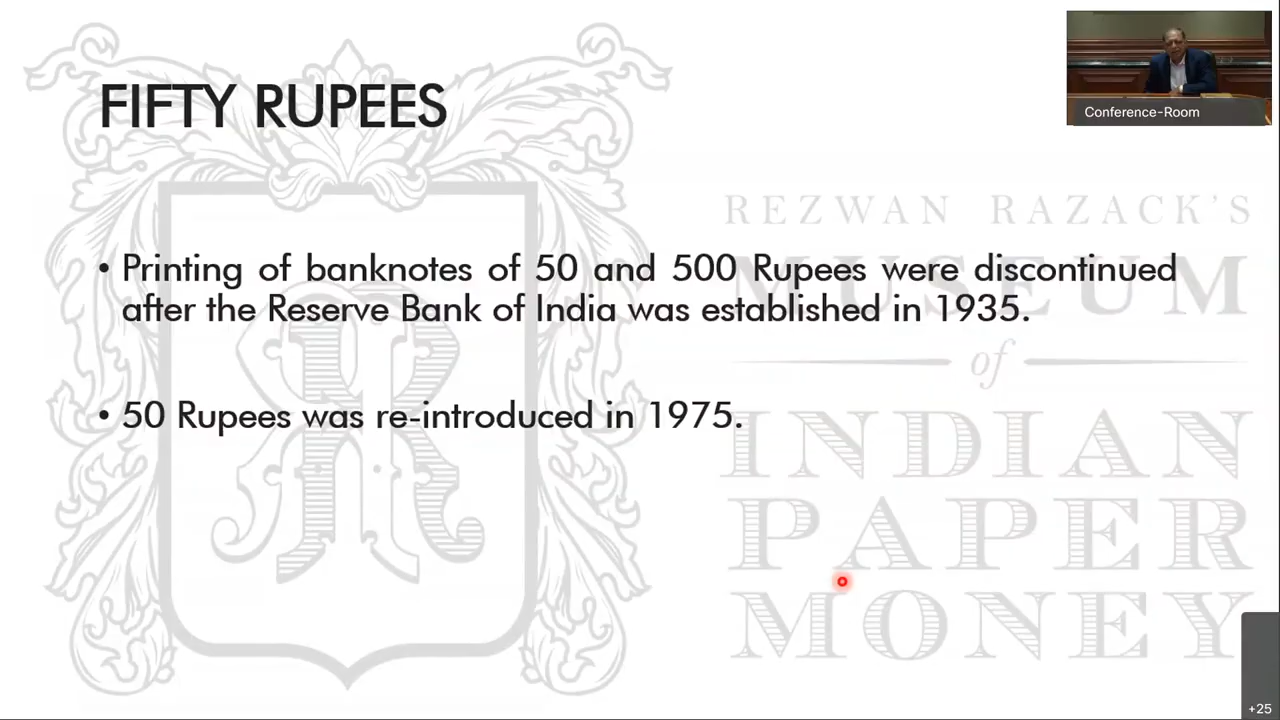 Conference-Room
FIFTY RUPEES
REZWAN RAZACK'S
MUSEUM
of
INDIAN
PAPER
MONEY
• Printing of banknotes of 50 and 500 Rupees were discontinued
after the Reserve Bank of India was established in 1935.
• 50 Rupees was re-introduced in 1975.
+25